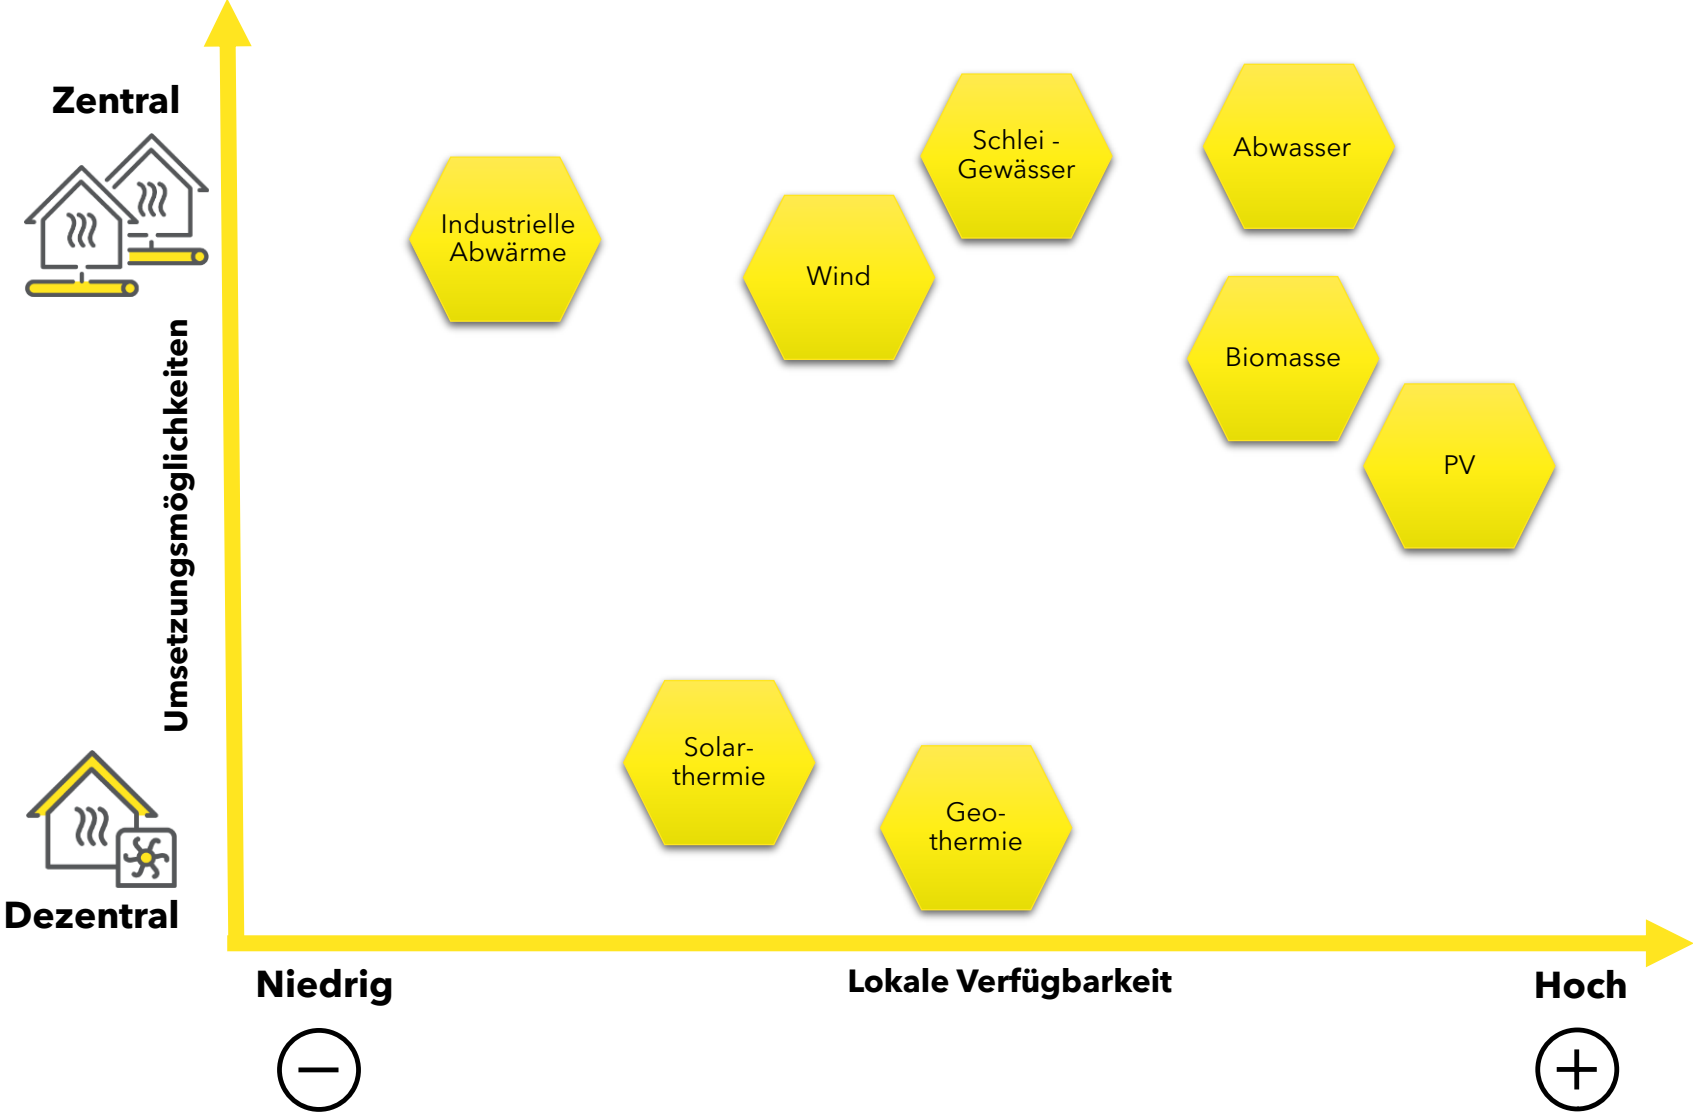 Zentral
Schlei -
Gewässer
Abwasser
Industrielle
Abwärme
Wind
Biomasse
PV
Umsetzungsmöglichkeiten
Solar-
thermie
Geo-
thermie
Dezentral
Niedrig
Lokale Verfügbarkeit
Hoch